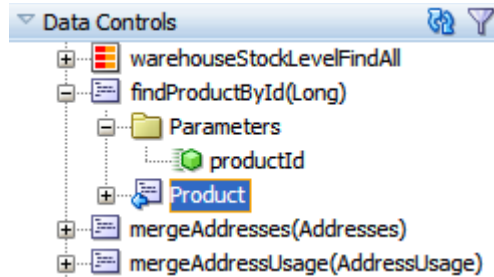 Data Controls
warehouseStockLevelFindAll
findProductById(Long)
Parameters
productId
Product
mergeAddresses(Addresses)
mergeAddressUsage(AddressUsage)